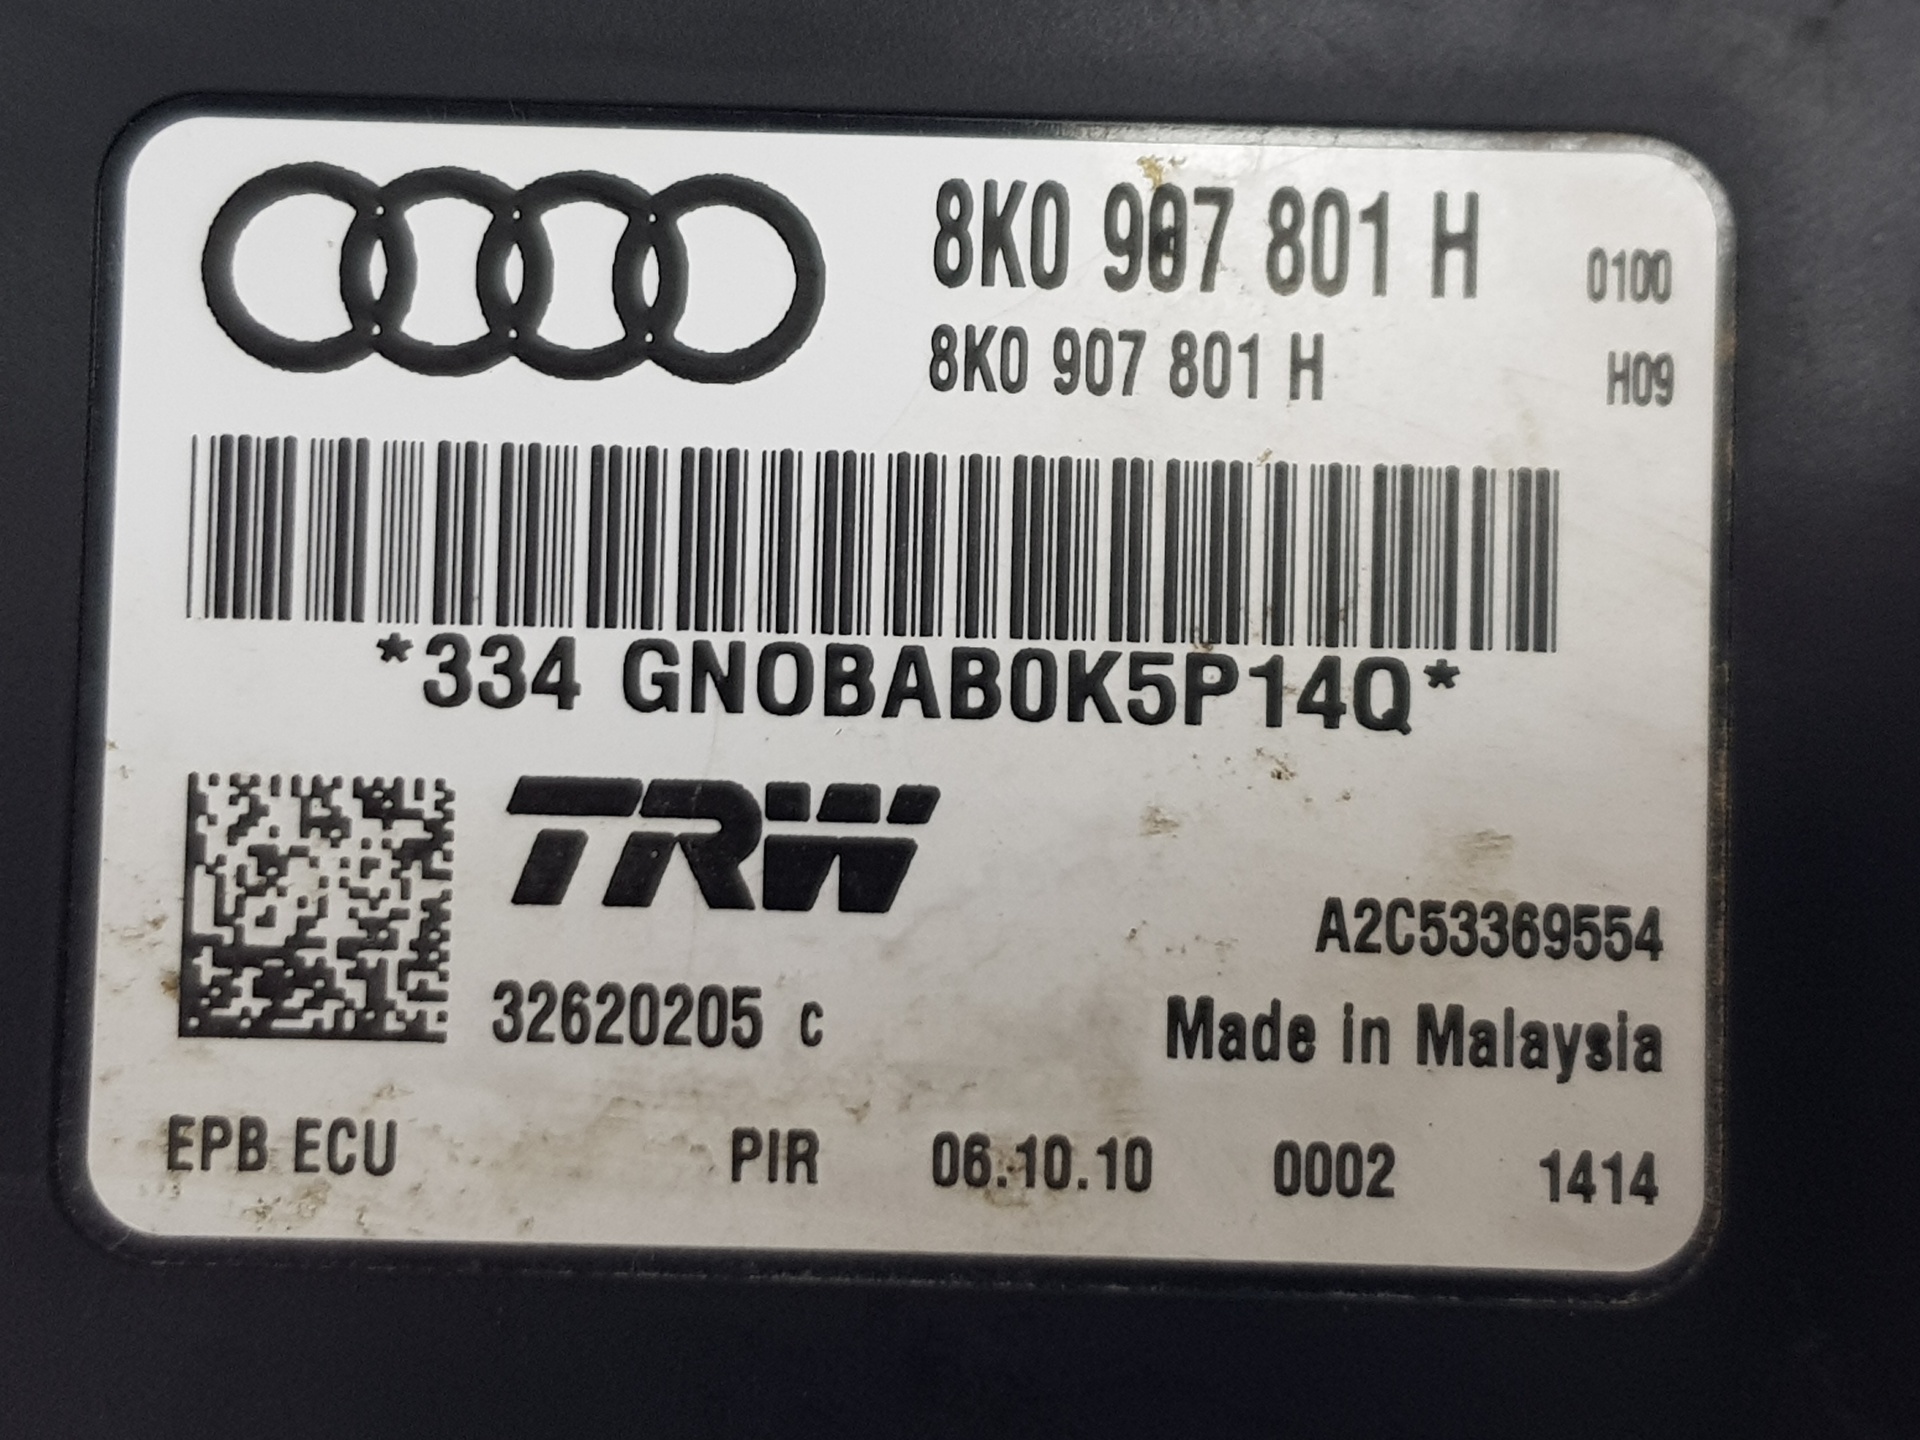 8K0 907 801 H 0100
8K0 907 801 H H09
*334 GNOBAB0K5P14Q*
TRW
A2C53369554
32620205 c
Made in Malaysia
EPB ECU PIR 06.10.10 0002 1414